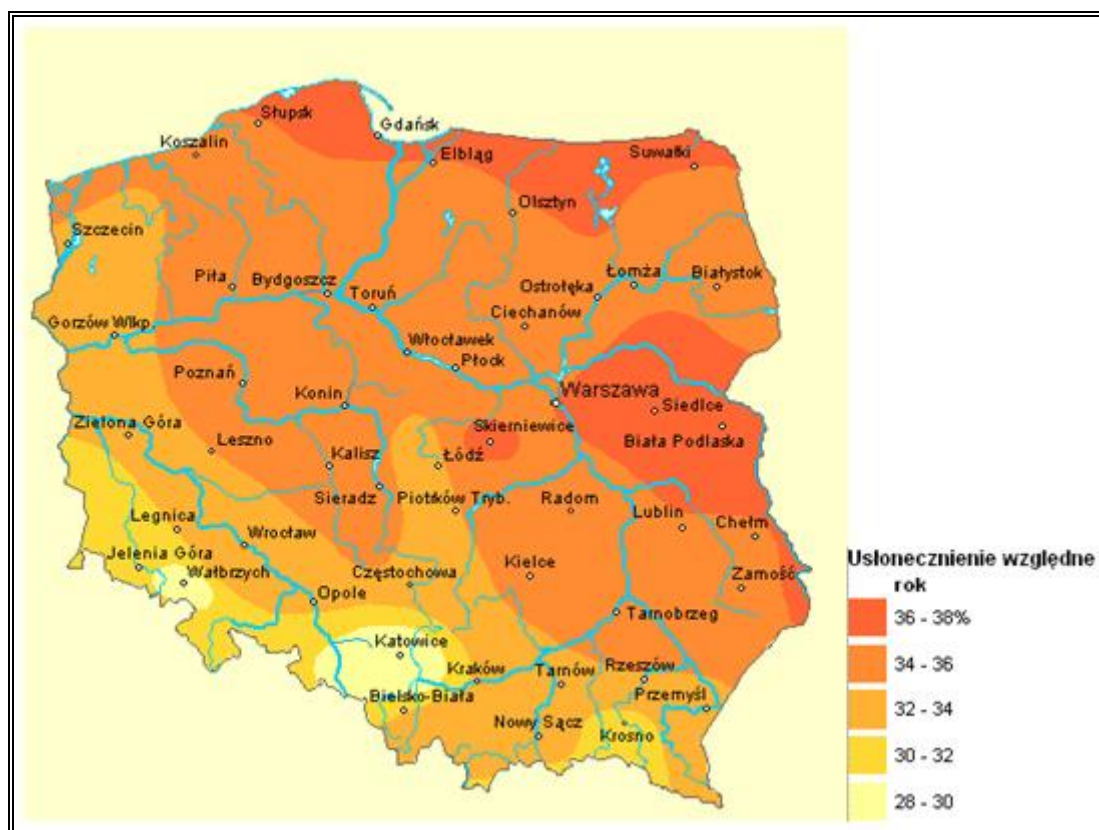 Słupsk
Gdańsk
Koszalin
Elbląg
Suwałki
Olsztyn
Szczecin
Piła
Bydgoszcz
Toruń
Łomża
Białystok
Ostrołęka
Ciechanów
Gorzów Wlkp.
Włocławek
Płock
Poznań
Konin
Warszawa
Siedlce
Zielona Góra
Skierniewice
Biała Podlaska
Leszno
Kalisz
Łódź
Sieradz
Piotrków Tryb.
Radom
Lublin
Chełm
Legnica
Wrocław
Jelenia Góra
Wałbrzych
Częstochowa
Kielce
Zamość
Opole
Tarnobrzeg
Katowice
Kraków
Tarnów
Rzeszów
Przemyśl
Bielsko-Biała
Nowy Sącz
Krosno
Usłonecznienie względne
rok
36 - 38%
34 - 36
32 - 34
30 - 32
28 - 30